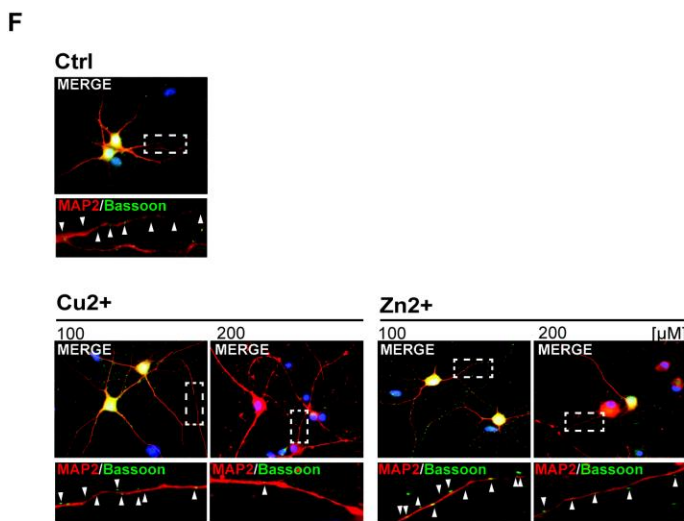 F
Ctrl
MERGE
MAP2/Bassoon
Cu2+ Zn2+
100 200 100 200 [µM]
MERGE MERGE MERGE MERGE
MAP2/Bassoon MAP2/Bassoon MAP2/Bassoon MAP2/Bassoon